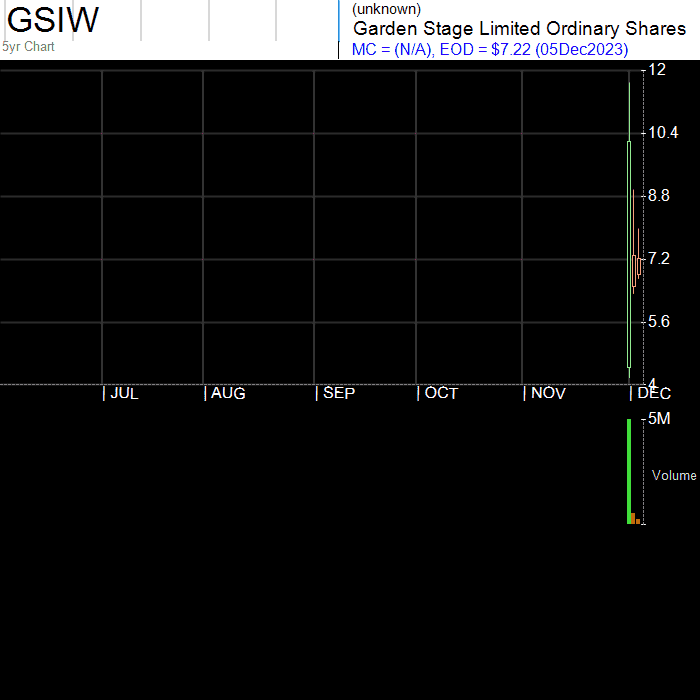 GSIW
5yr Chart
(unknown)
Garden Stage Limited Ordinary Shares
MC = (N/A), EOD = $7.22 (05Dec2023)
12
10.4
8.8
7.2
5.6
4
| JUL | AUG | SEP | OCT | NOV | DEC
5M
Volume